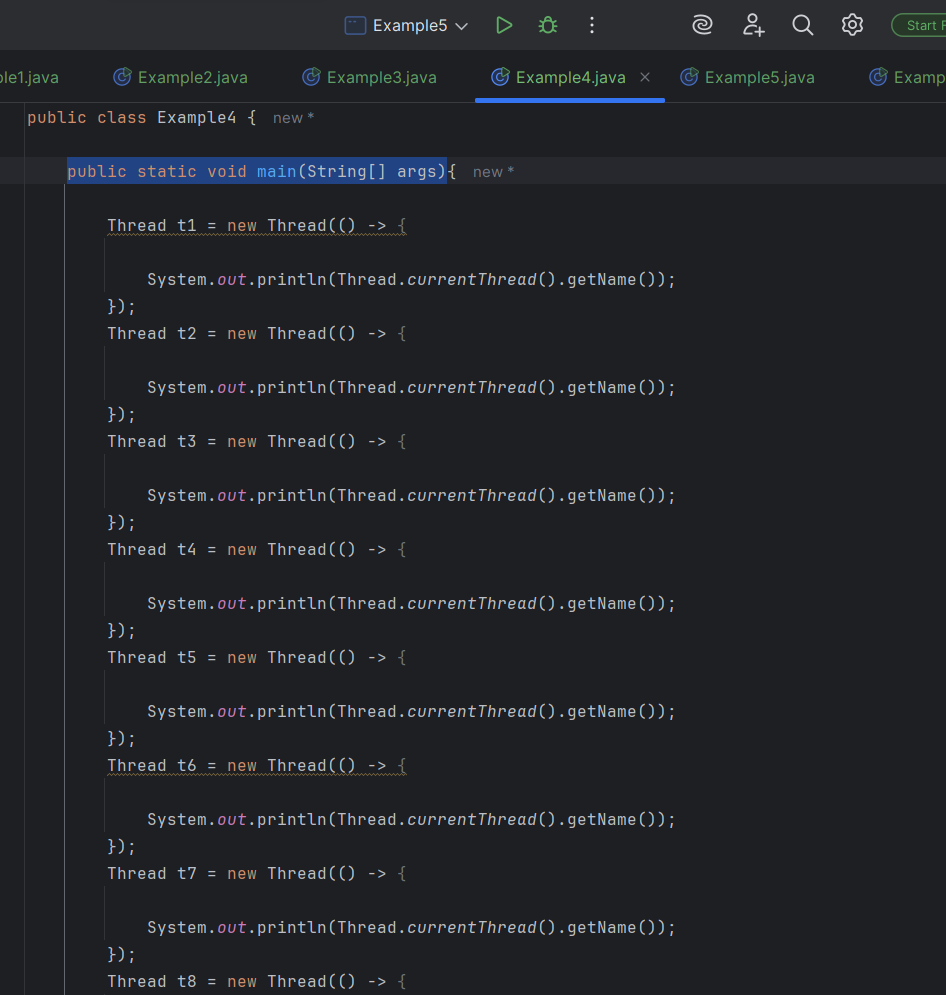 Example5
Start F
ple1.java Example2.java Example3.java Example4.java Example5.java Examp
public class Example4 { new *
public static void main(String[] args){ new *
Thread t1 = new Thread(() -> {
System.out.println(Thread.currentThread().getName());
});
Thread t2 = new Thread(() -> {
System.out.println(Thread.currentThread().getName());
});
Thread t3 = new Thread(() -> {
System.out.println(Thread.currentThread().getName());
});
Thread t4 = new Thread(() -> {
System.out.println(Thread.currentThread().getName());
});
Thread t5 = new Thread(() -> {
System.out.println(Thread.currentThread().getName());
});
Thread t6 = new Thread(() -> {
System.out.println(Thread.currentThread().getName());
});
Thread t7 = new Thread(() -> {
System.out.println(Thread.currentThread().getName());
});
Thread t8 = new Thread(() -> {